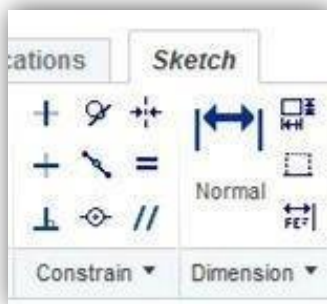 cations
Sketch
Normal
Constrain ▼
Dimension ▼